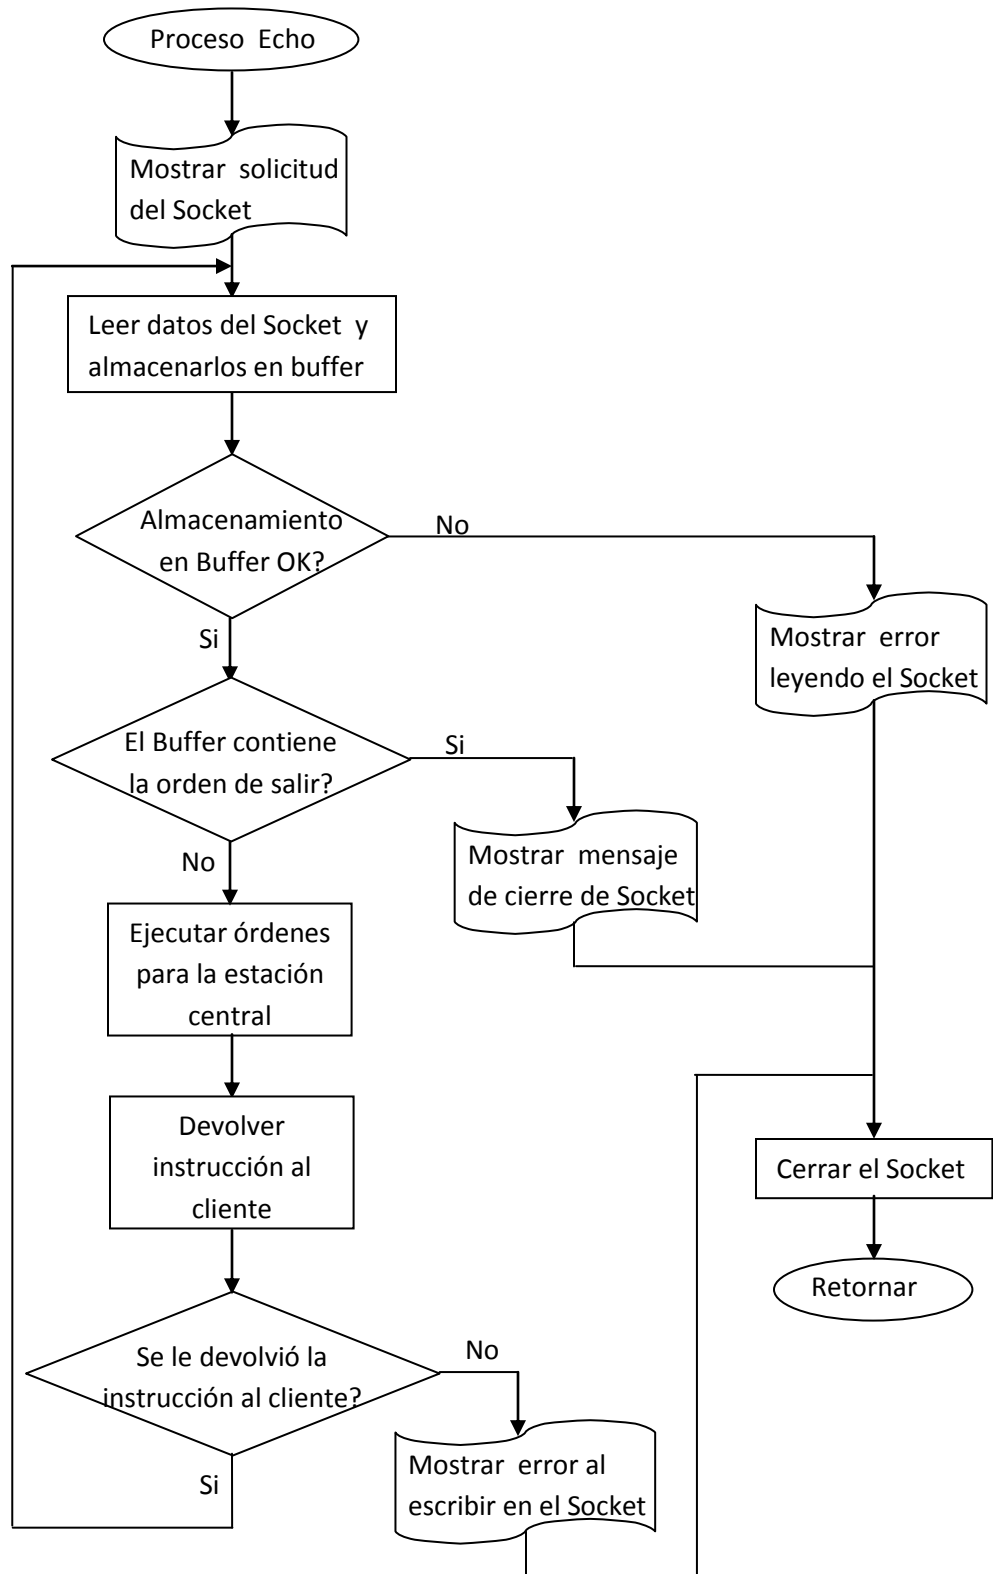 Proceso Echo
Mostrar solicitud
del Socket
Leer datos del Socket y
almacenarlos en buffer
Almacenamiento
en Buffer OK?
No
Si
Mostrar error
leyendo el Socket
El Buffer contiene
la orden de salir?
Si
No
Mostrar mensaje
de cierre de Socket
Ejecutar órdenes
para la estación
central
Devolver
instrucción al
cliente
Cerrar el Socket
Retornar
Se le devolvió la
instrucción al cliente?
No
Si
Mostrar error al
escribir en el Socket